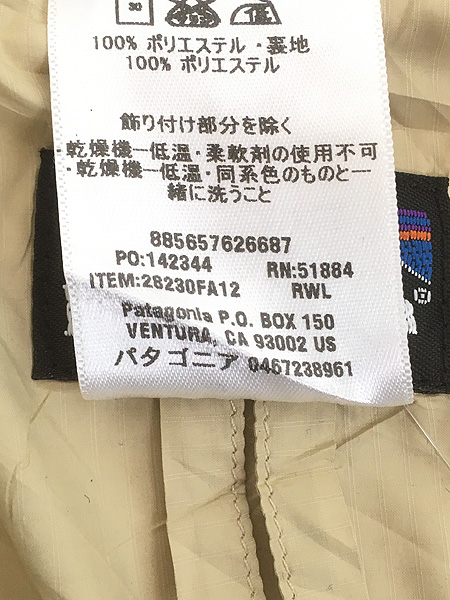 30 低
100% ポリエステル・裏地
100% ポリエステル
飾り付け部分を除く
・乾燥機ー低温・柔軟剤の使用不可
・乾燥機ー低温・同系色のものと一
緒に洗うこと
885657626687
PO:142344 RN:51884
ITEM:28230FA12 RWL
Patagonia P.O. BOX 150
VENTURA, CA 93002 US
パタゴニア 0467238961